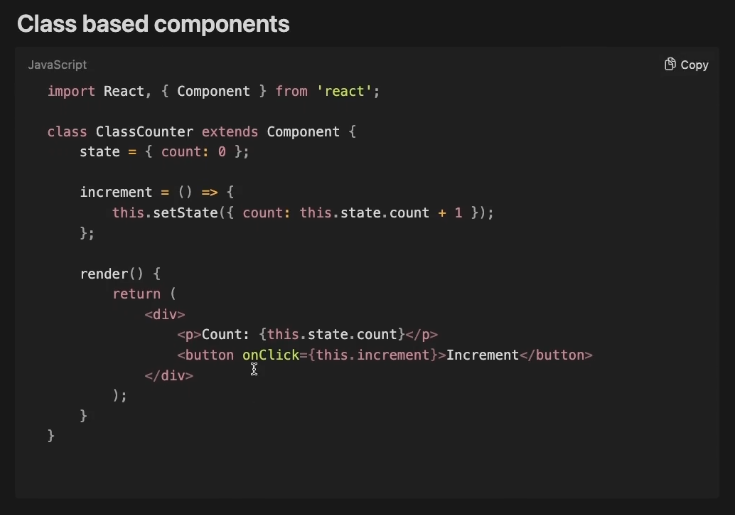 Class based components
JavaScript
Copy
import React, { Component } from 'react';
class ClassCounter extends Component {
state = { count: 0 };
increment = () => {
this.setState({ count: this.state.count + 1 });
};
render() {
return (
<div>
<p>Count: {this.state.count}</p>
<button onClick={this.increment}>Increment</button>
</div>
);
}
}